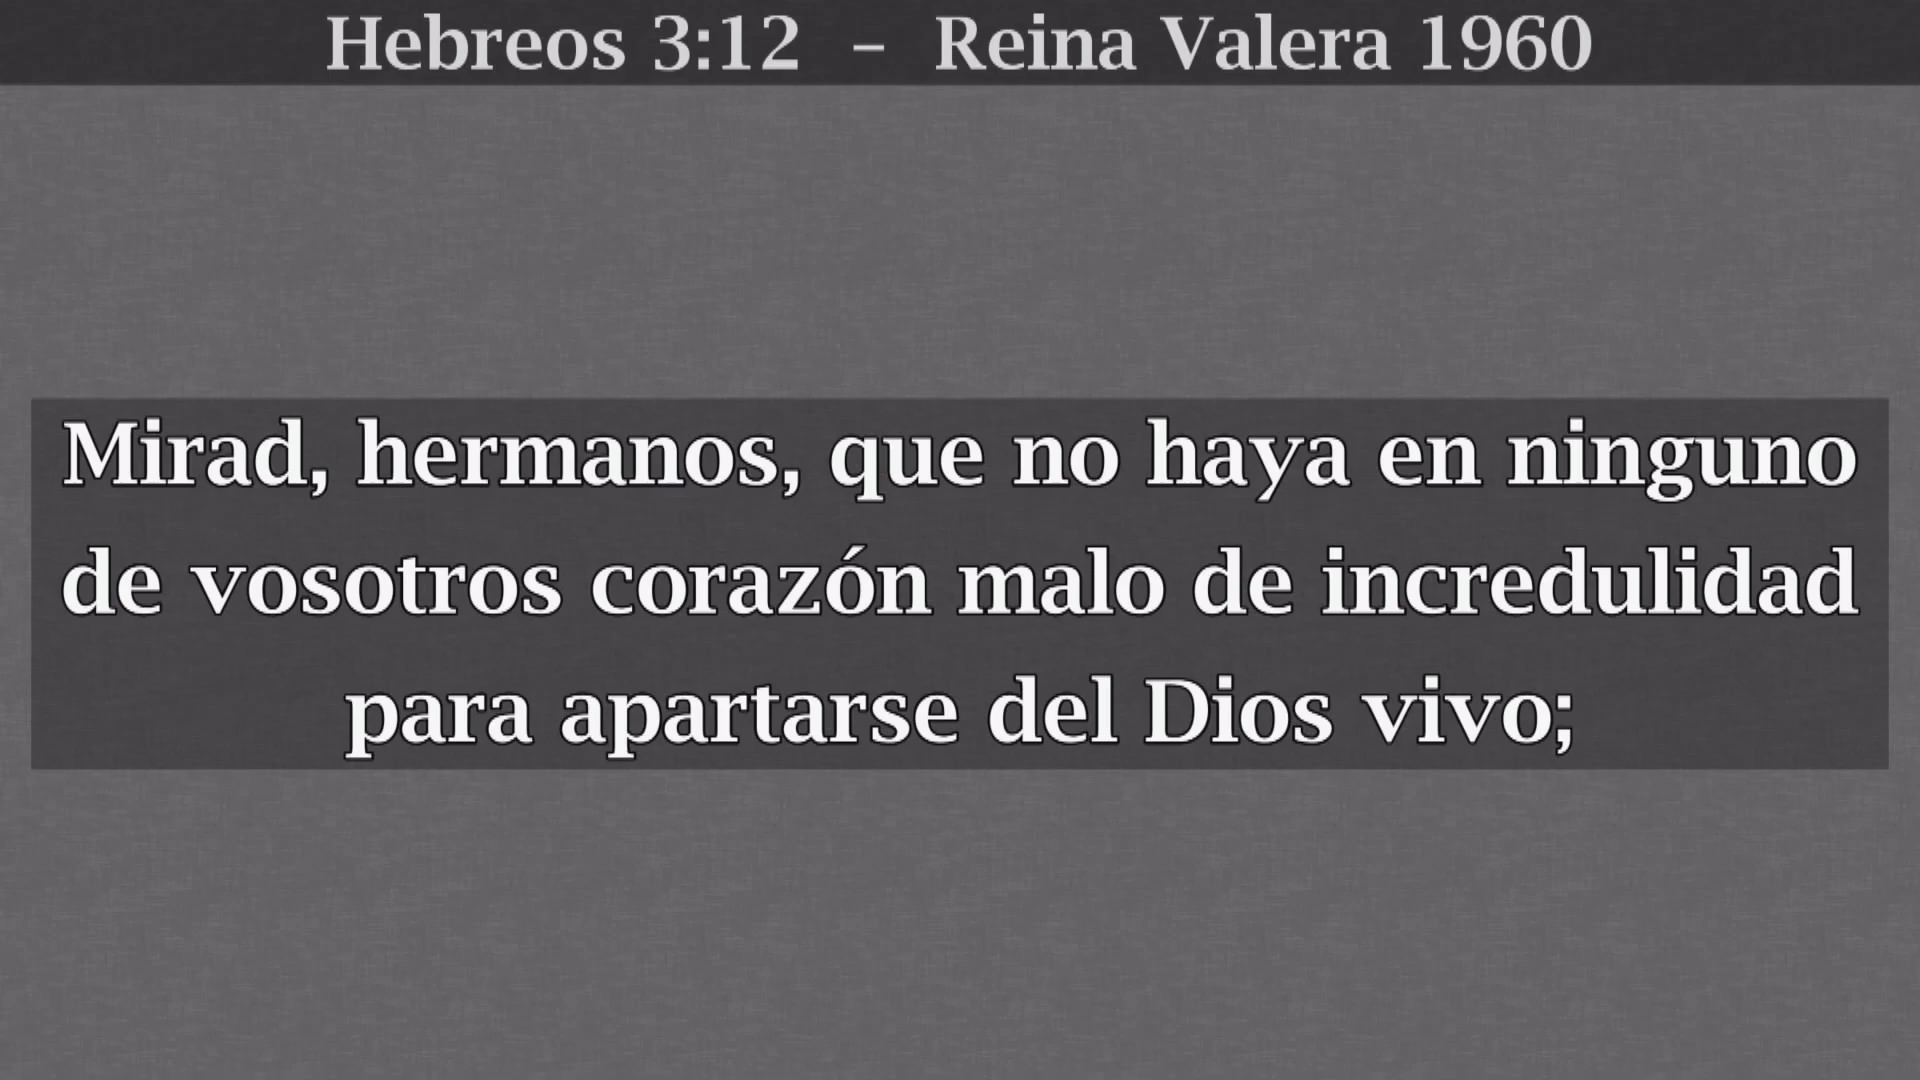 Hebreos 3:12 – Reina Valera 1960
Mirad, hermanos, que no haya en ninguno
de vosotros corazón malo de incredulidad
para apartarse del Dios vivo;